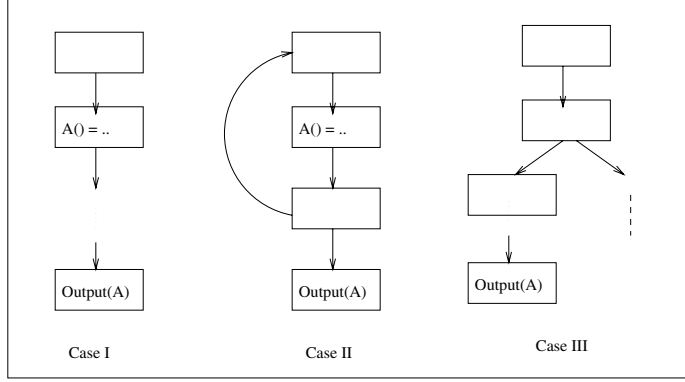 A() = ..
A() = ..
Output(A)
Output(A)
Output(A)
Case I
Case II
Case III